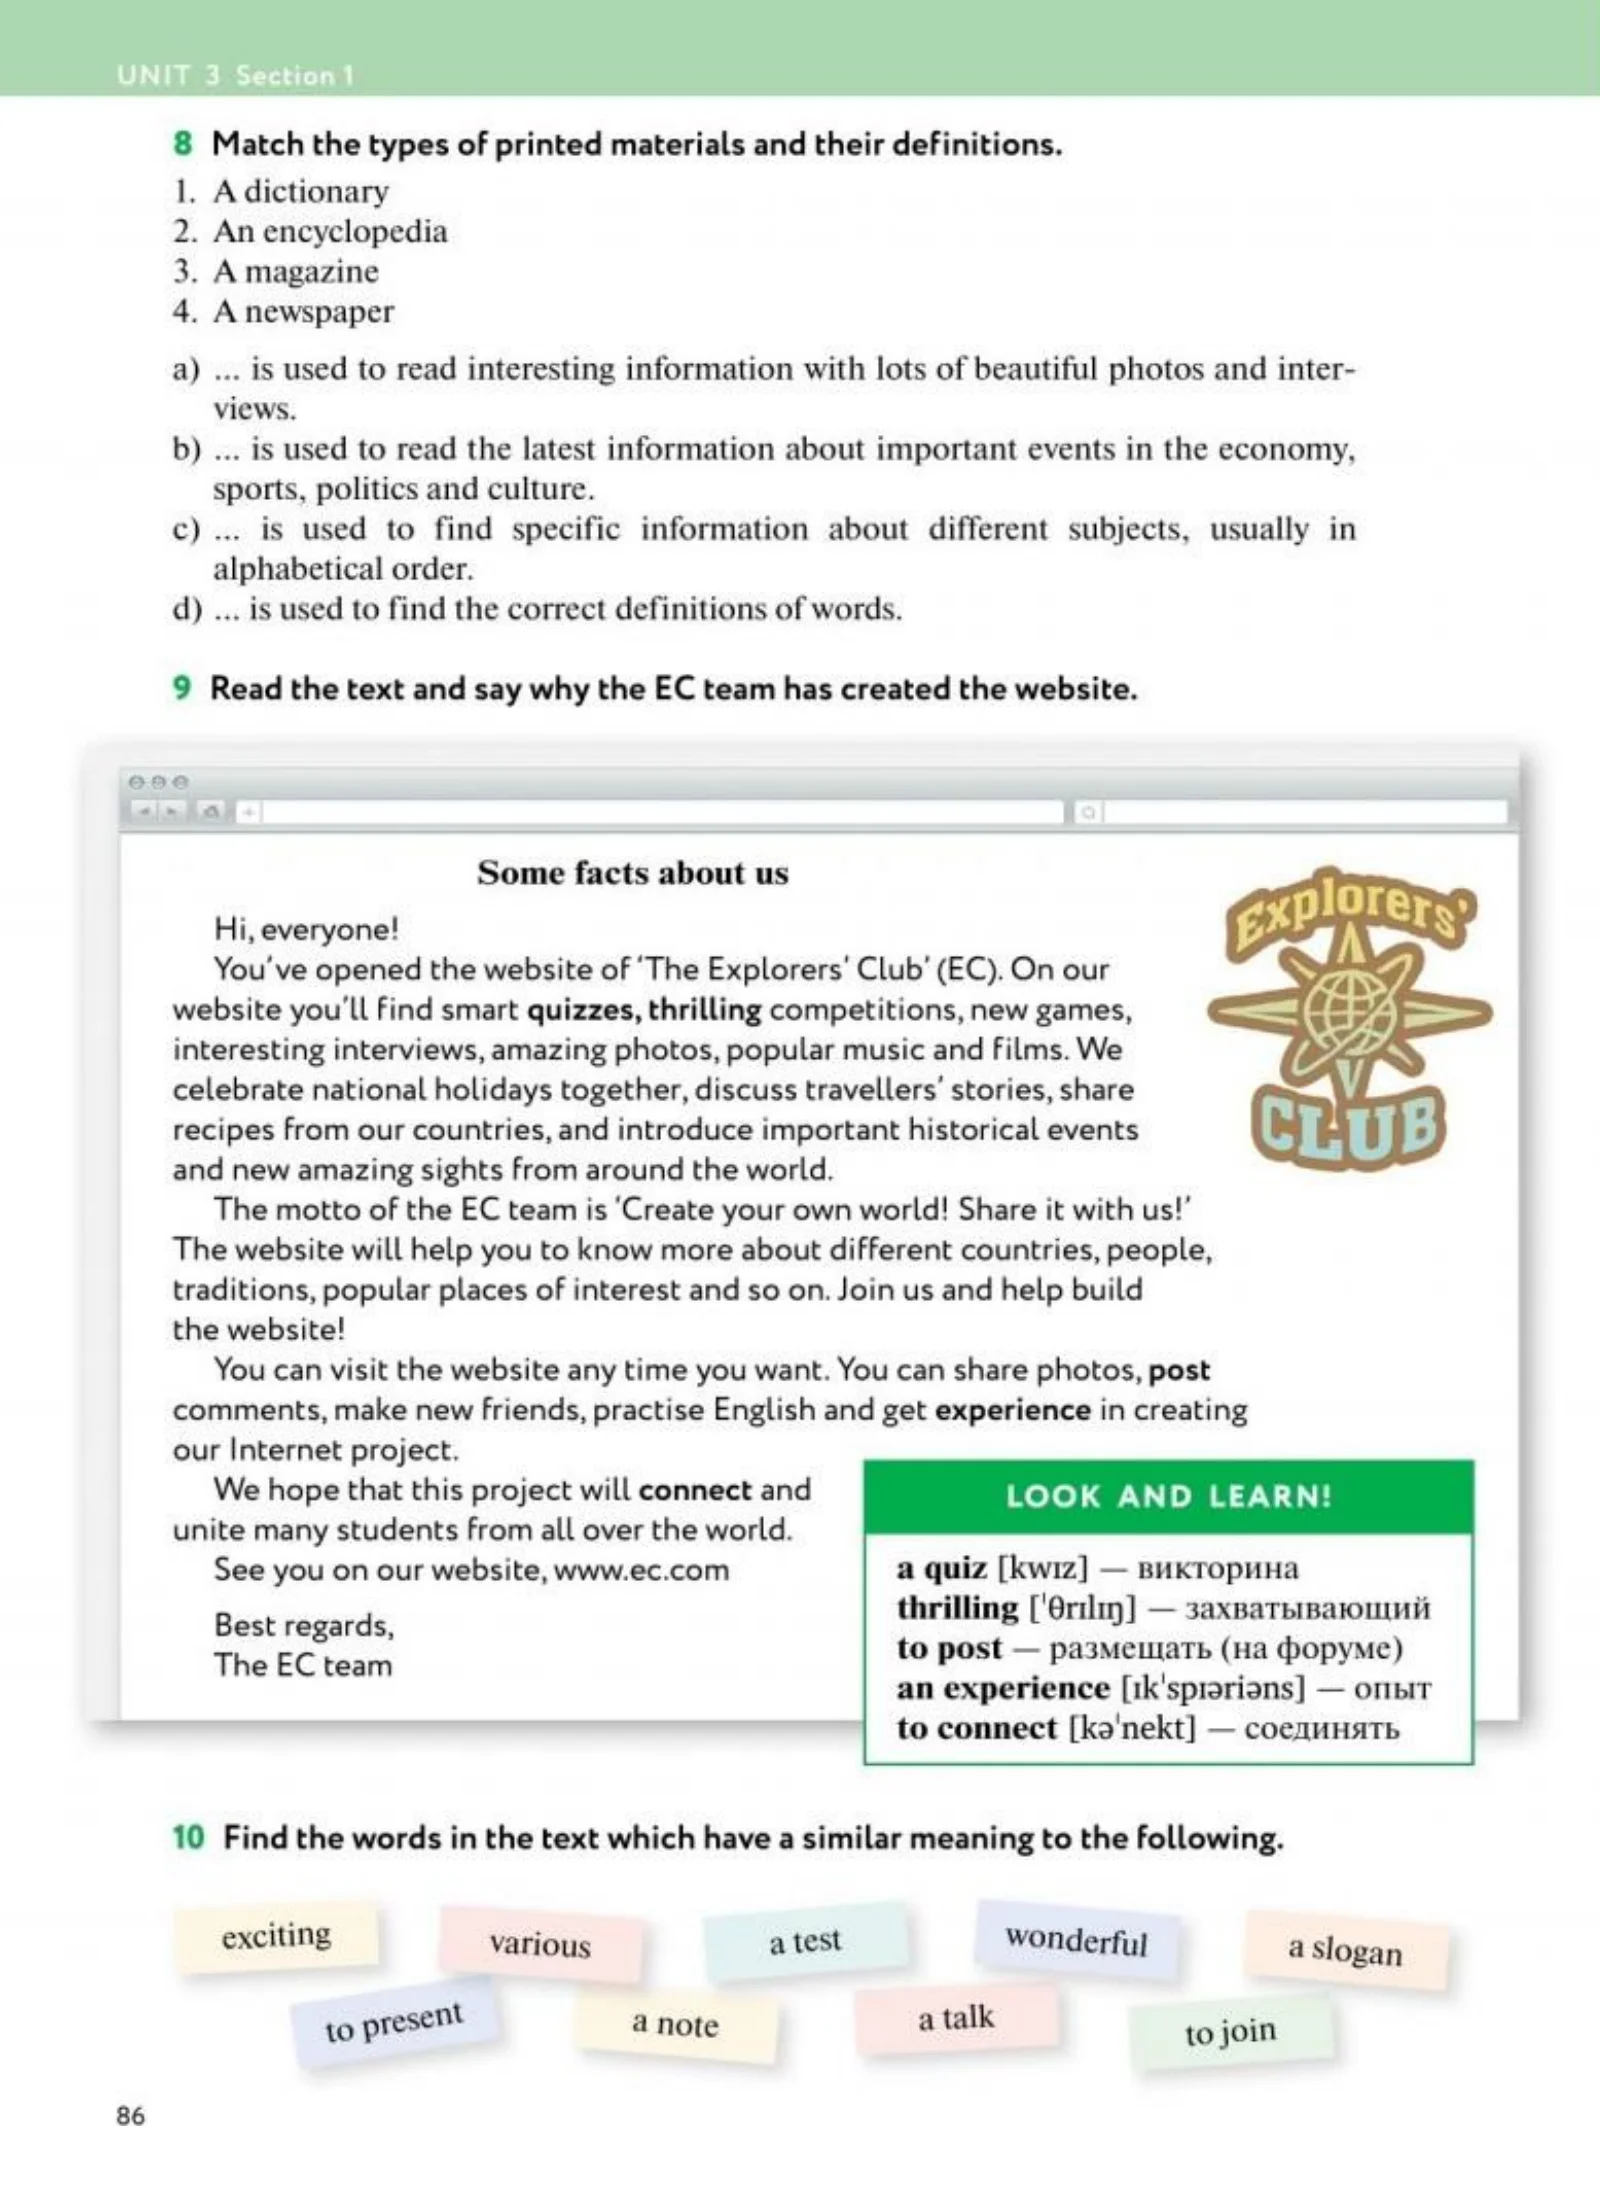 UNIT 3 Section 1
8 Match the types of printed materials and their definitions.
1. A dictionary
2. An encyclopedia
3. A magazine
4. A newspaper
a) ... is used to read interesting information with lots of beautiful photos and inter-
views.
b) ... is used to read the latest information about important events in the economy,
sports, politics and culture.
c) ... is used to find specific information about different subjects, usually in
alphabetical order.
d) ... is used to find the correct definitions of words.
9 Read the text and say why the EC team has created the website.
Some facts about us
Explorers'
CLUB
Hi, everyone!
You've opened the website of 'The Explorers' Club' (EC). On our
website you'll find smart quizzes, thrilling competitions, new games,
interesting interviews, amazing photos, popular music and films. We
celebrate national holidays together, discuss travellers' stories, share
recipes from our countries, and introduce important historical events
and new amazing sights from around the world.
The motto of the EC team is 'Create your own world! Share it with us!'
The website will help you to know more about different countries, people,
traditions, popular places of interest and so on. Join us and help build
the website!
You can visit the website any time you want. You can share photos, post
comments, make new friends, practise English and get experience in creating
our Internet project.
We hope that this project will connect and
unite many students from all over the world.
See you on our website, www.ec.com
Best regards,
The EC team
LOOK AND LEARN!
a quiz [kwɪz] — викторина
thrilling [ˈθrɪlɪŋ] — захватывающий
to post — размещать (на форуме)
an experience [ɪkˈspɪəriəns] — опыт
to connect [kəˈnekt] — соединять
10 Find the words in the text which have a similar meaning to the following.
exciting
various
a test
wonderful
a slogan
to present
a note
a talk
to join
86